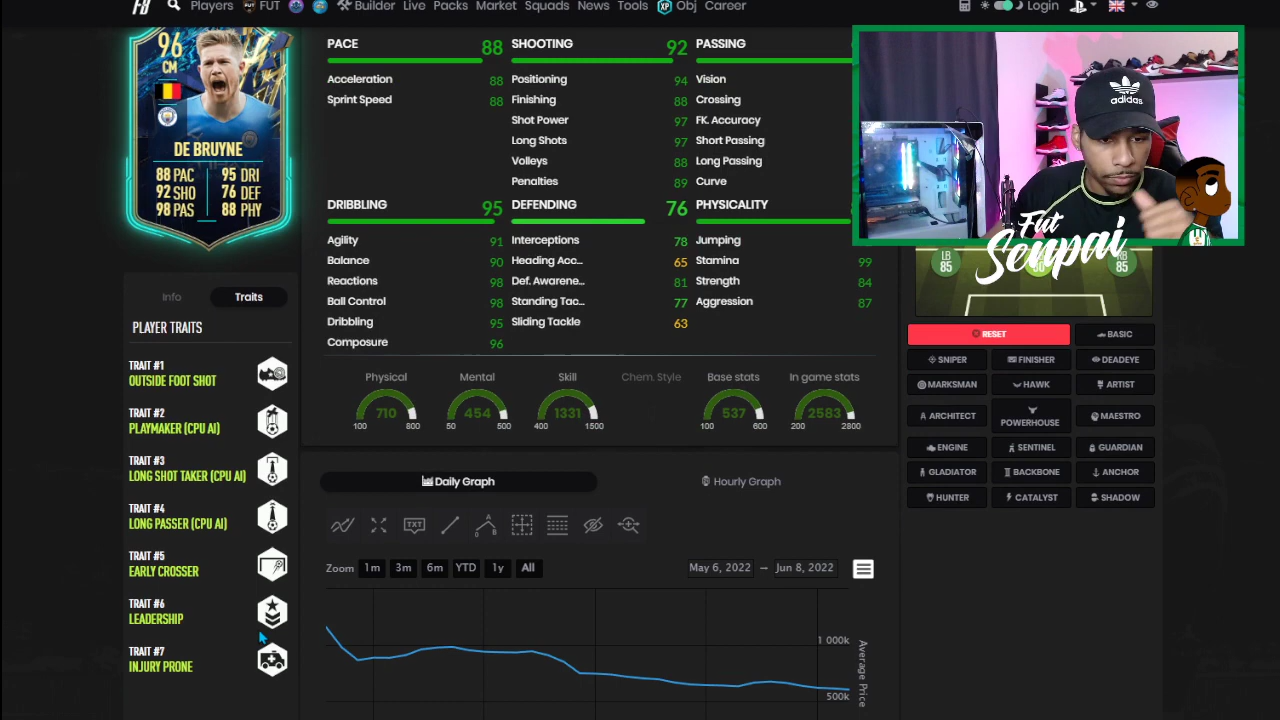 F8
Players
FUT
Builder
Live
Packs
Market
Squads
News
Tools
XP Obj
Career
Login
96
CM
DE BRUYNE
88 PAC 95 DRI
92 SHO 76 DEF
98 PAS 88 PHY
Info
Traits
PLAYER TRAITS
TRAIT #1
OUTSIDE FOOT SHOT
TRAIT #2
PLAYMAKER (CPU AI)
TRAIT #3
LONG SHOT TAKER (CPU AI)
TRAIT #4
LONG PASSER (CPU AI)
TRAIT #5
EARLY CROSSER
TRAIT #6
LEADERSHIP
TRAIT #7
INJURY PRONE
PACE 88
Acceleration 88
Sprint Speed 88
SHOOTING 92
Positioning 94
Finishing 88
Shot Power 97
Long Shots 97
Volleys 88
Penalties 89
PASSING
Vision
Crossing
FK. Accuracy
Short Passing
Long Passing
Curve
DRIBBLING 95
Agility 91
Balance 90
Reactions 98
Ball Control 98
Dribbling 95
Composure 96
DEFENDING 76
Interceptions 78
Heading Acc... 65
Def. Awarene... 81
Standing Tac... 77
Sliding Tackle 63
PHYSICALITY
Jumping
Stamina 99
Strength 84
Aggression 87
Physical
710
100 800
Mental
454
50 500
Skill
1331
400 1500
Chem. Style
Base stats
537
100 600
In game stats
2583
200 2800
Daily Graph
Hourly Graph
TXT
Zoom 1m 3m 6m YTD 1y All
May 6, 2022 → Jun 8, 2022
1 000k
500k
Average Price
adidas
Fut
Senpai
LB
85
RB
85
RESET
BASIC
SNIPER
FINISHER
DEADEYE
MARKSMAN
HAWK
ARTIST
ARCHITECT
POWERHOUSE
MAESTRO
ENGINE
SENTINEL
GUARDIAN
GLADIATOR
BACKBONE
ANCHOR
HUNTER
CATALYST
SHADOW